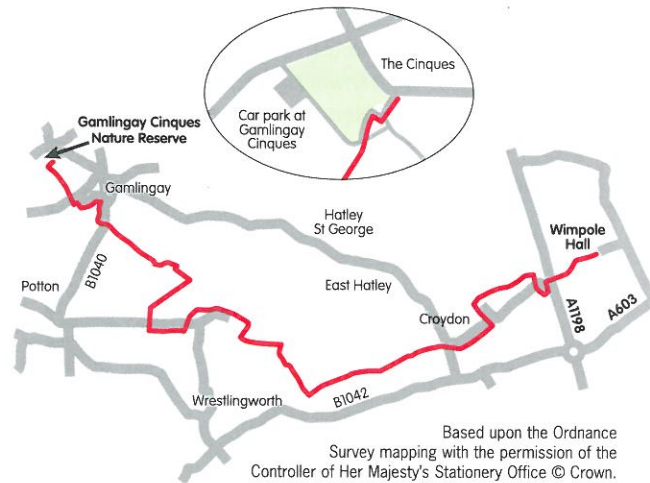 The Cinques
Car park at
Gamlingay
Cinques
Gamlingay Cinques
Nature Reserve
Gamlingay
Hatley
St George
Wimpole
Hall
Potton
B1040
East Hatley
Croydon
A1198
A603
Wrestlingworth
B1042
Based upon the Ordnance
Survey mapping with the permission of the
Controller of Her Majesty's Stationery Office © Crown.